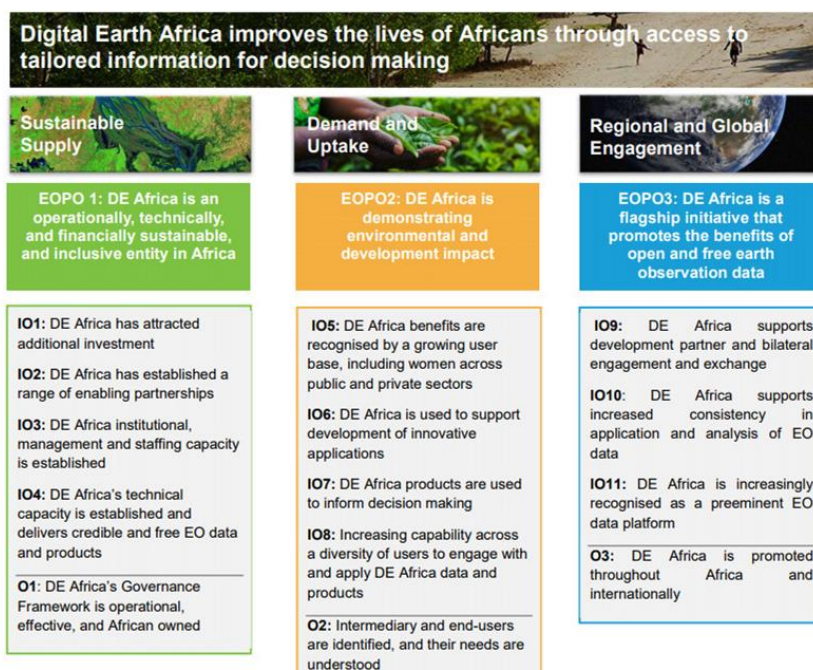 Digital Earth Africa improves the lives of Africans through access to
tailored information for decision making
Sustainable
Supply
EOPO 1: DE Africa is an
operationally, technically,
and financially sustainable,
and inclusive entity in Africa
IO1: DE Africa has attracted
additional investment
IO2: DE Africa has established a
range of enabling partnerships
IO3: DE Africa institutional,
management and staffing capacity
is established
IO4: DE Africa's technical
capacity is established and
delivers credible and free EO data
and products
O1: DE Africa's Governance
Framework is operational,
effective, and African owned
Demand and
Uptake
EOPO2: DE Africa is
demonstrating
environmental and
development impact
IO5: DE Africa benefits are
recognised by a growing user
base, including women across
public and private sectors
IO6: DE Africa is used to support
development of innovative
applications
IO7: DE Africa products are used
to inform decision making
IO8: Increasing capability across
a diversity of users to engage with
and apply DE Africa data and
products
O2: Intermediary and end-users
are identified, and their needs are
understood
Regional and Global
Engagement
EOPO3: DE Africa is a
flagship initiative that
promotes the benefits of
open and free earth
observation data
IO9: DE Africa supports
development partner and bilateral
engagement and exchange
IO10: DE Africa supports
increased consistency in
application and analysis of EO
data
IO11: DE Africa is increasingly
recognised as a preeminent EO
data platform
O3: DE Africa is promoted
throughout Africa and
internationally